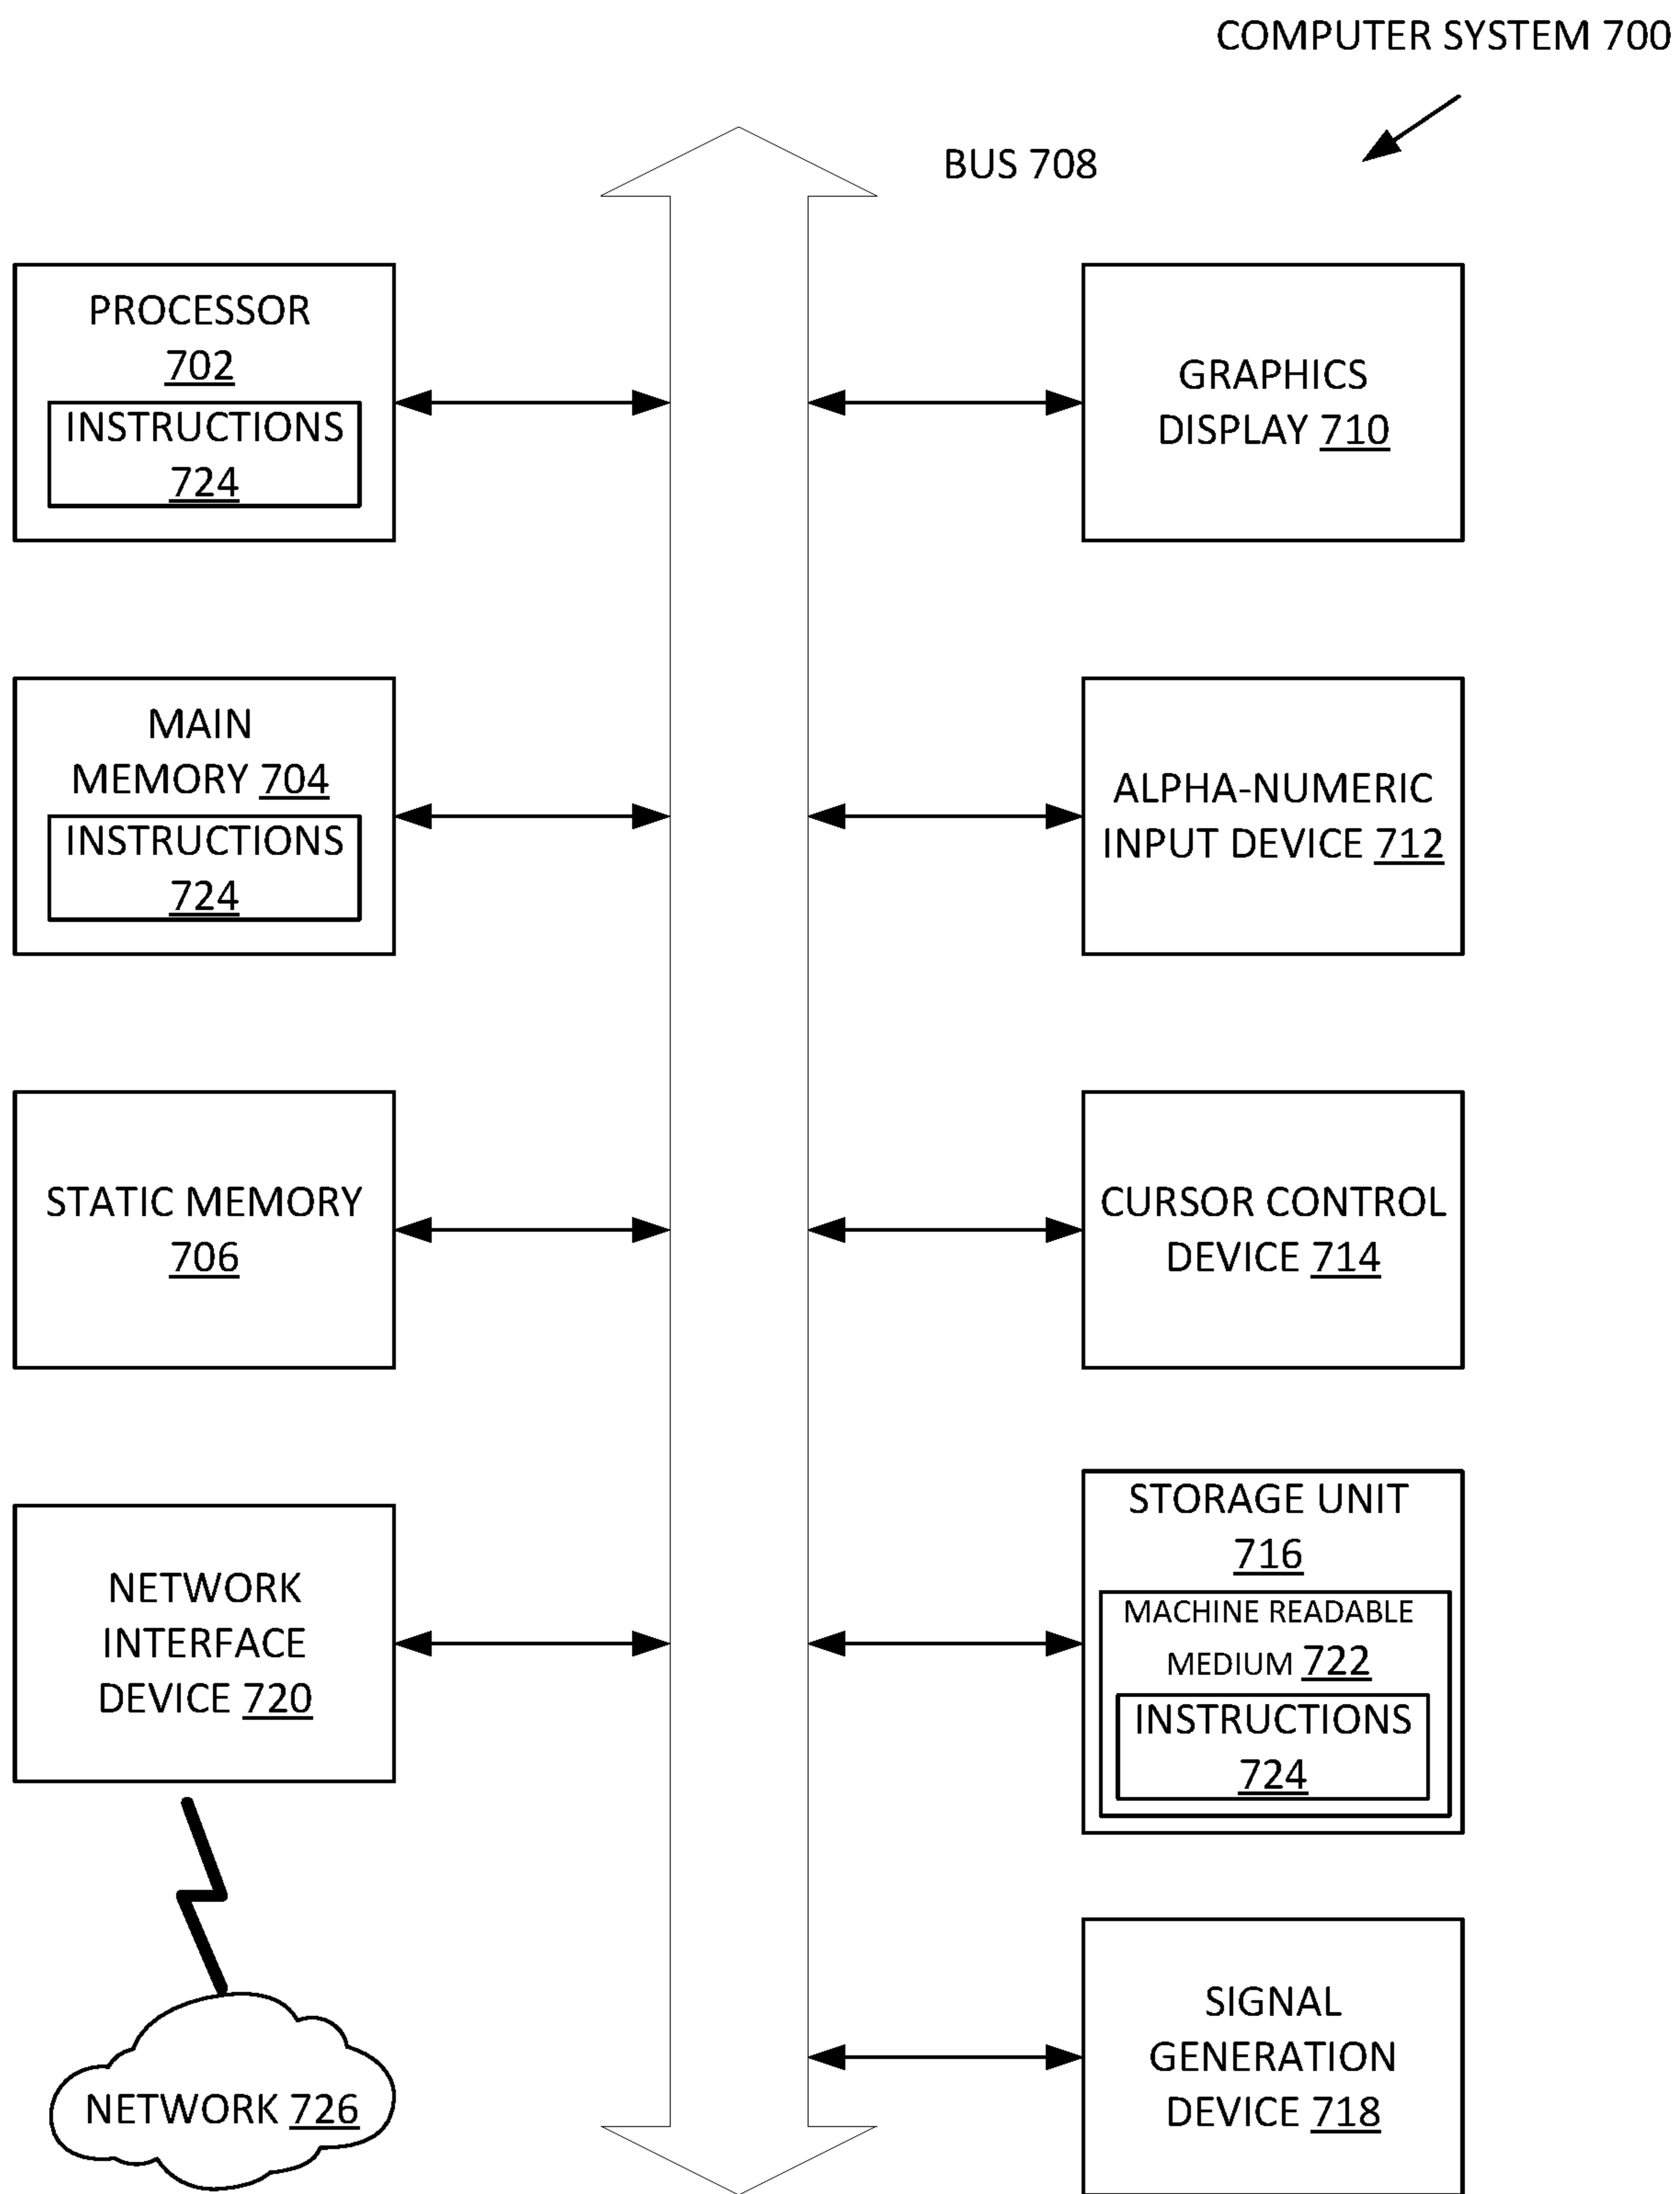 COMPUTER SYSTEM 700
BUS 708
PROCESSOR
702
INSTRUCTIONS
724
GRAPHICS
DISPLAY 710
MAIN
MEMORY 704
INSTRUCTIONS
724
ALPHA-NUMERIC
INPUT DEVICE 712
STATIC MEMORY
706
CURSOR CONTROL
DEVICE 714
NETWORK
INTERFACE
DEVICE 720
STORAGE UNIT
716
MACHINE READABLE
MEDIUM 722
INSTRUCTIONS
724
NETWORK 726
SIGNAL
GENERATION
DEVICE 718